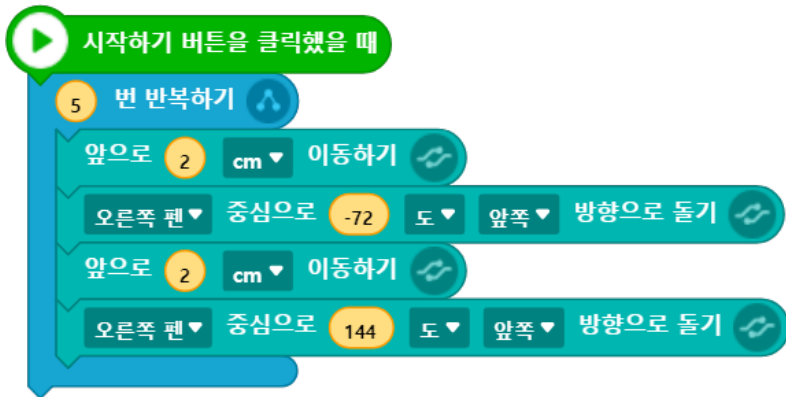 시작하기 버튼을 클릭했을 때
5 번 반복하기
앞으로 2 cm 이동하기
오른쪽 펜 중심으로 -72 도 앞쪽 방향으로 돌기
앞으로 2 cm 이동하기
오른쪽 펜 중심으로 144 도 앞쪽 방향으로 돌기